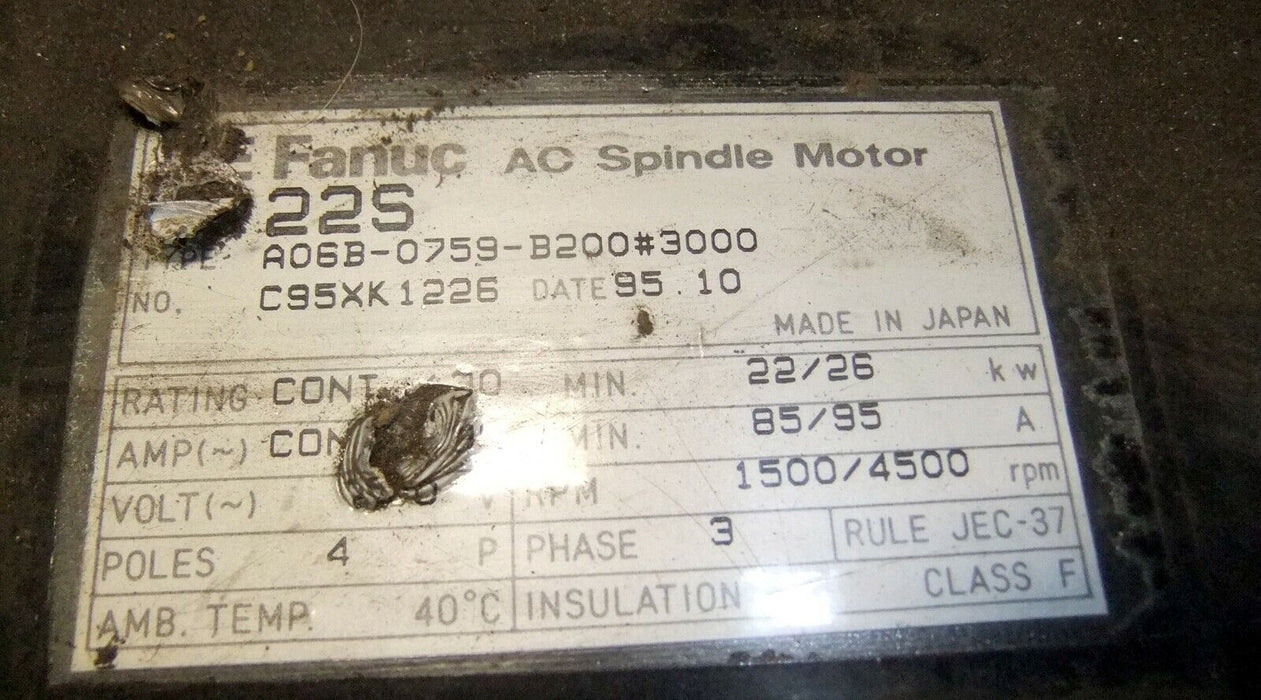 Fanuc AC Spindle Motor
22S
A06B-0759-B200#3000
NO. C95XK1226 DATE 95.10
MADE IN JAPAN
RATING CONT. MIN. 22/26 kw
AMP(~) MIN. 85/95 A
VOLT(~) V RPM 1500/4500 rpm
POLES 4 P PHASE 3 RULE JEC-37
AMB. TEMP. 40°C INSULATION CLASS F